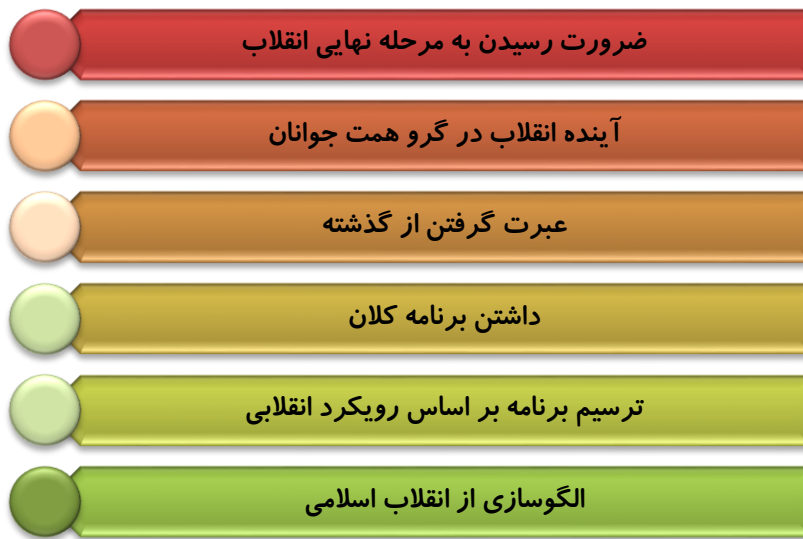 ضرورت رسیدن به مرحله نهایی انقلاب
آینده انقلاب در گرو همت جوانان
عبرت گرفتن از گذشته
داشتن برنامه کلان
ترسیم برنامه بر اساس رویکرد انقلابی
الگوسازی از انقلاب اسلامی